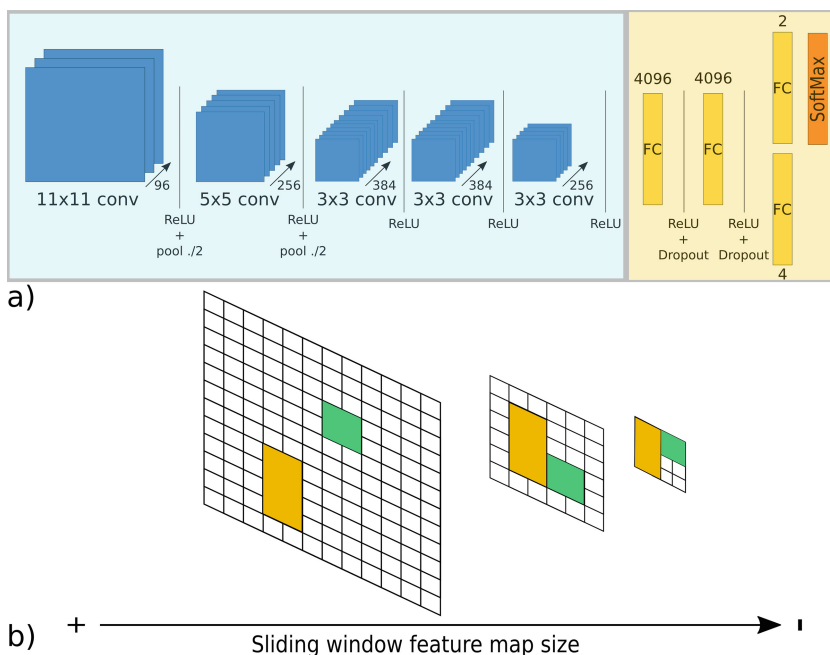 96
11x11 conv
ReLU
+
pool ./2
256
5x5 conv
ReLU
+
pool ./2
384
3x3 conv
ReLU
384
3x3 conv
ReLU
256
3x3 conv
ReLU
4096
FC
ReLU
+
Dropout
4096
FC
ReLU
+
Dropout
2
FC
SoftMax
FC
4
a)
b)
+
-
Sliding window feature map size